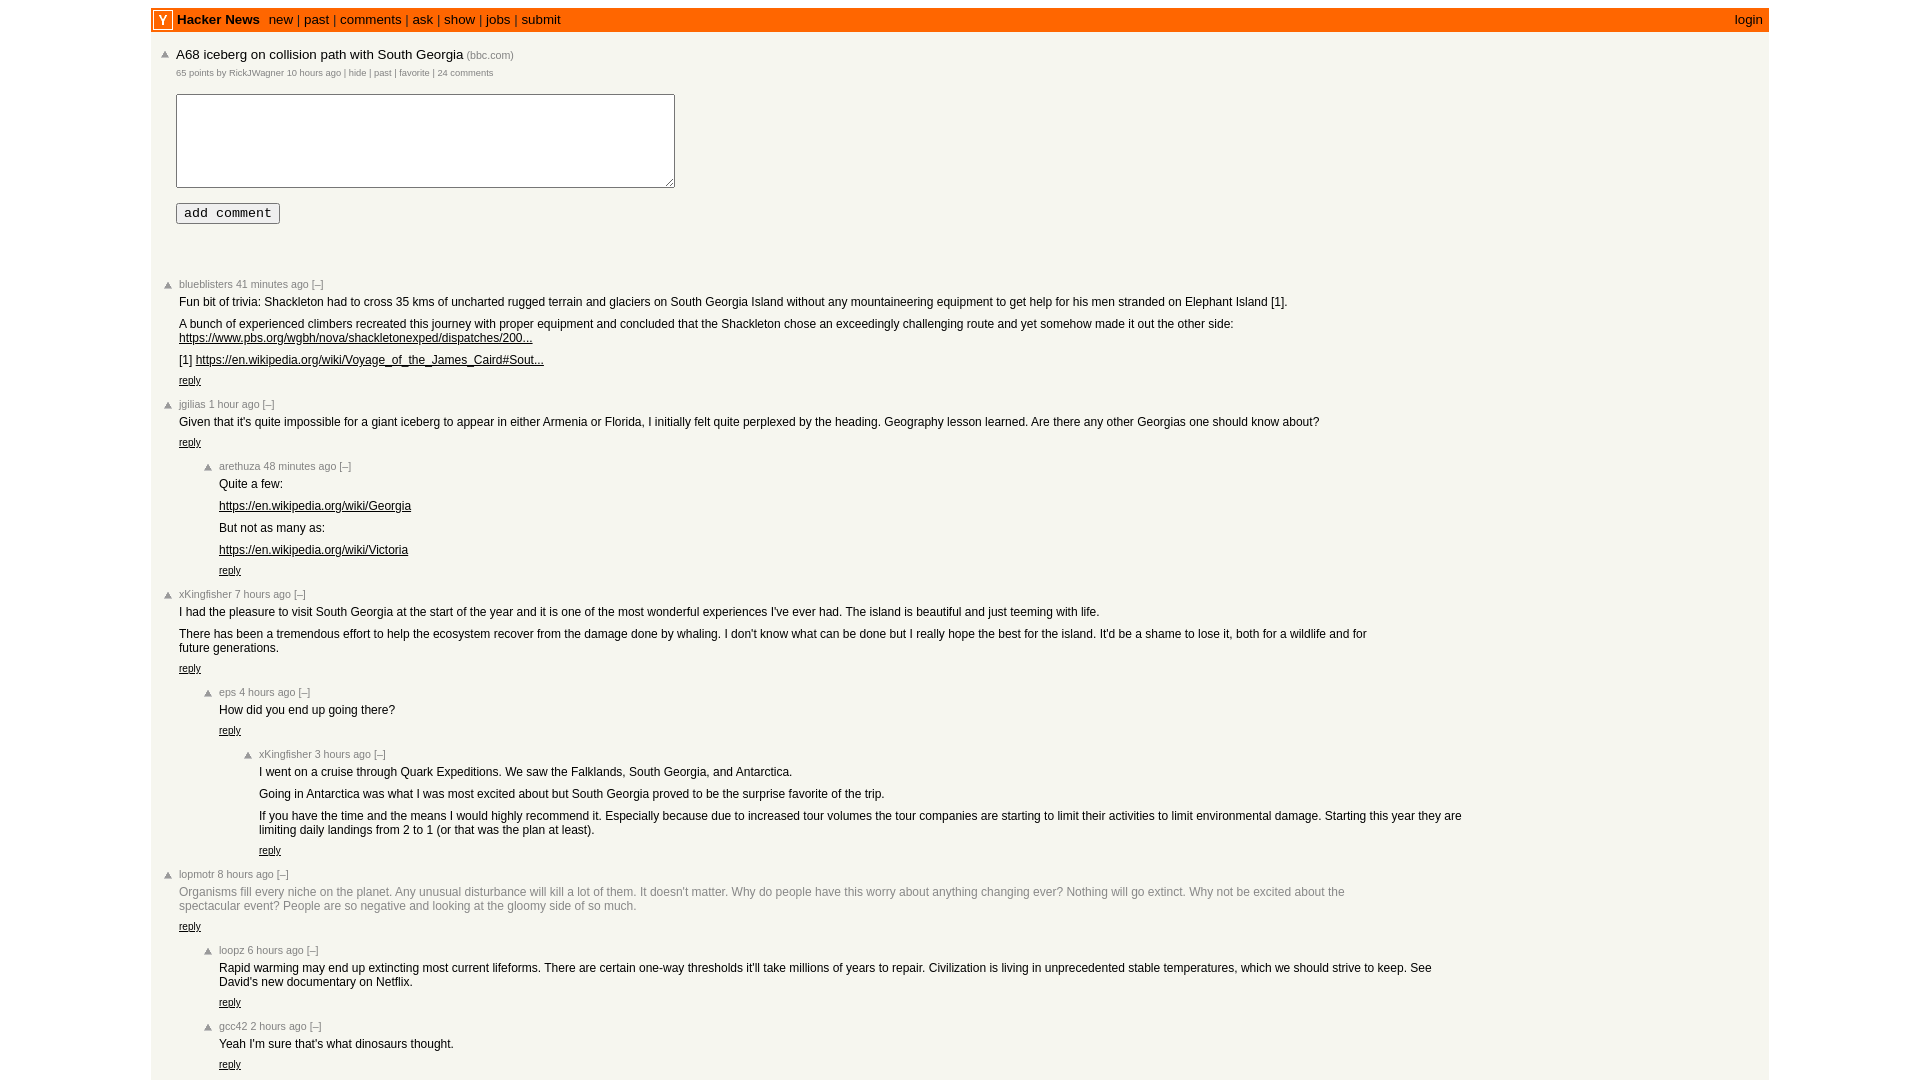 Y Hacker News new | past | comments | ask | show | jobs | submit login
A68 iceberg on collision path with South Georgia (bbc.com)
65 points by RickJWagner 10 hours ago | hide | past | favorite | 24 comments
add comment
blueblisters 41 minutes ago [–]
Fun bit of trivia: Shackleton had to cross 35 kms of uncharted rugged terrain and glaciers on South Georgia Island without any mountaineering equipment to get help for his men stranded on Elephant Island [1].
A bunch of experienced climbers recreated this journey with proper equipment and concluded that the Shackleton chose an exceedingly challenging route and yet somehow made it out the other side:
https://www.pbs.org/wgbh/nova/shackletonexped/dispatches/200...
[1] https://en.wikipedia.org/wiki/Voyage_of_the_James_Caird#Sout...
reply
jgilias 1 hour ago [–]
Given that it's quite impossible for a giant iceberg to appear in either Armenia or Florida, I initially felt quite perplexed by the heading. Geography lesson learned. Are there any other Georgias one should know about?
reply
arethuza 48 minutes ago [–]
Quite a few:
https://en.wikipedia.org/wiki/Georgia
But not as many as:
https://en.wikipedia.org/wiki/Victoria
reply
xKingfisher 7 hours ago [–]
I had the pleasure to visit South Georgia at the start of the year and it is one of the most wonderful experiences I've ever had. The island is beautiful and just teeming with life.
There has been a tremendous effort to help the ecosystem recover from the damage done by whaling. I don't know what can be done but I really hope the best for the island. It'd be a shame to lose it, both for a wildlife and for
future generations.
reply
eps 4 hours ago [–]
How did you end up going there?
reply
xKingfisher 3 hours ago [–]
I went on a cruise through Quark Expeditions. We saw the Falklands, South Georgia, and Antarctica.
Going in Antarctica was what I was most excited about but South Georgia proved to be the surprise favorite of the trip.
If you have the time and the means I would highly recommend it. Especially because due to increased tour volumes the tour companies are starting to limit their activities to limit environmental damage. Starting this year they are
limiting daily landings from 2 to 1 (or that was the plan at least).
reply
lopmotr 8 hours ago [–]
Organisms fill every niche on the planet. Any unusual disturbance will kill a lot of them. It doesn't matter. Why do people have this worry about anything changing ever? Nothing will go extinct. Why not be excited about the
spectacular event? People are so negative and looking at the gloomy side of so much.
reply
loopz 6 hours ago [–]
Rapid warming may end up extincting most current lifeforms. There are certain one-way thresholds it'll take millions of years to repair. Civilization is living in unprecedented stable temperatures, which we should strive to keep. See
David's new documentary on Netflix.
reply
gcc42 2 hours ago [–]
Yeah I'm sure that's what dinosaurs thought.
reply